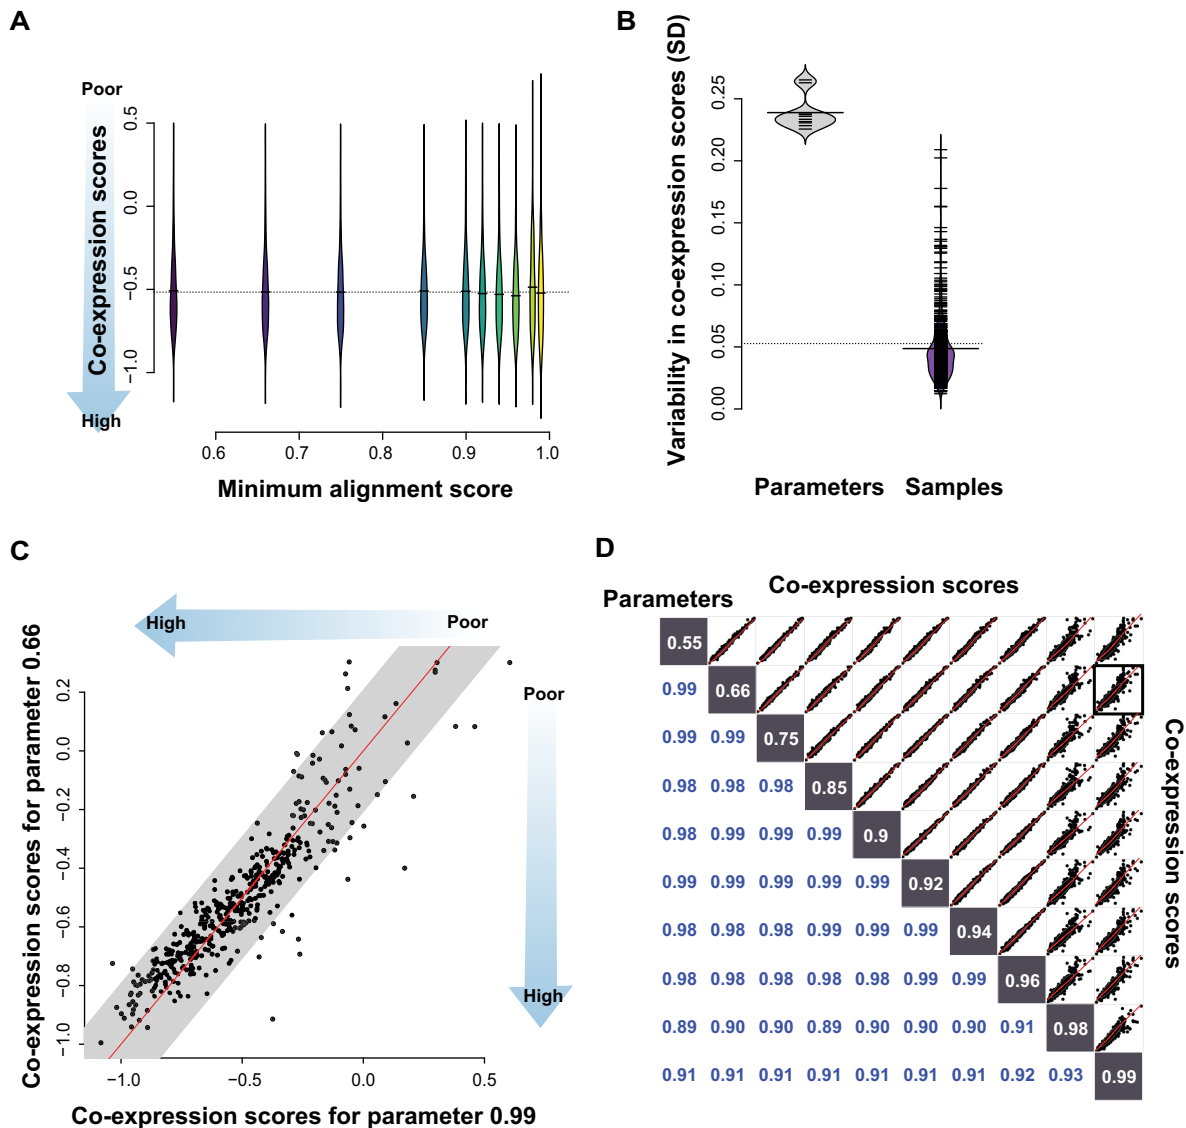 A
Poor
Co-expression scores
High
0.5
0.0
−0.5
−1.0
0.6 0.7 0.8 0.9 1.0
Minimum alignment score
B
Variability in co-expression scores (SD)
0.25
0.20
0.15
0.10
0.05
0.00
Parameters Samples
C
High Poor
Co-expression scores for parameter 0.66
0.2
0.0
−0.2
−0.4
−0.6
−0.8
−1.0
Poor
High
−1.0 −0.5 0.0 0.5
Co-expression scores for parameter 0.99
D
Co-expression scores
Parameters
0.55
0.99 0.66
0.99 0.99 0.75
0.98 0.98 0.98 0.85
0.98 0.99 0.99 0.99 0.9
0.99 0.99 0.99 0.99 0.99 0.92
0.98 0.98 0.98 0.99 0.99 0.99 0.94
0.98 0.98 0.98 0.98 0.98 0.99 0.99 0.96
0.89 0.90 0.90 0.89 0.90 0.90 0.90 0.91 0.98
0.91 0.91 0.91 0.91 0.91 0.91 0.91 0.92 0.93 0.99
Co-expression scores